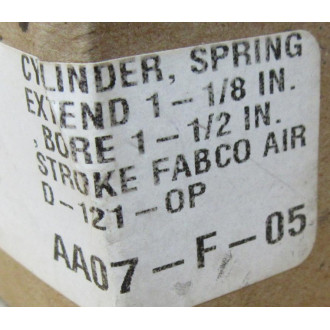 CYLINDER, SPRING
EXTEND 1-1/8 IN.
, BORE 1-1/2 IN.
STROKE FABCO AIR
D-121-OP
AA07-F-05